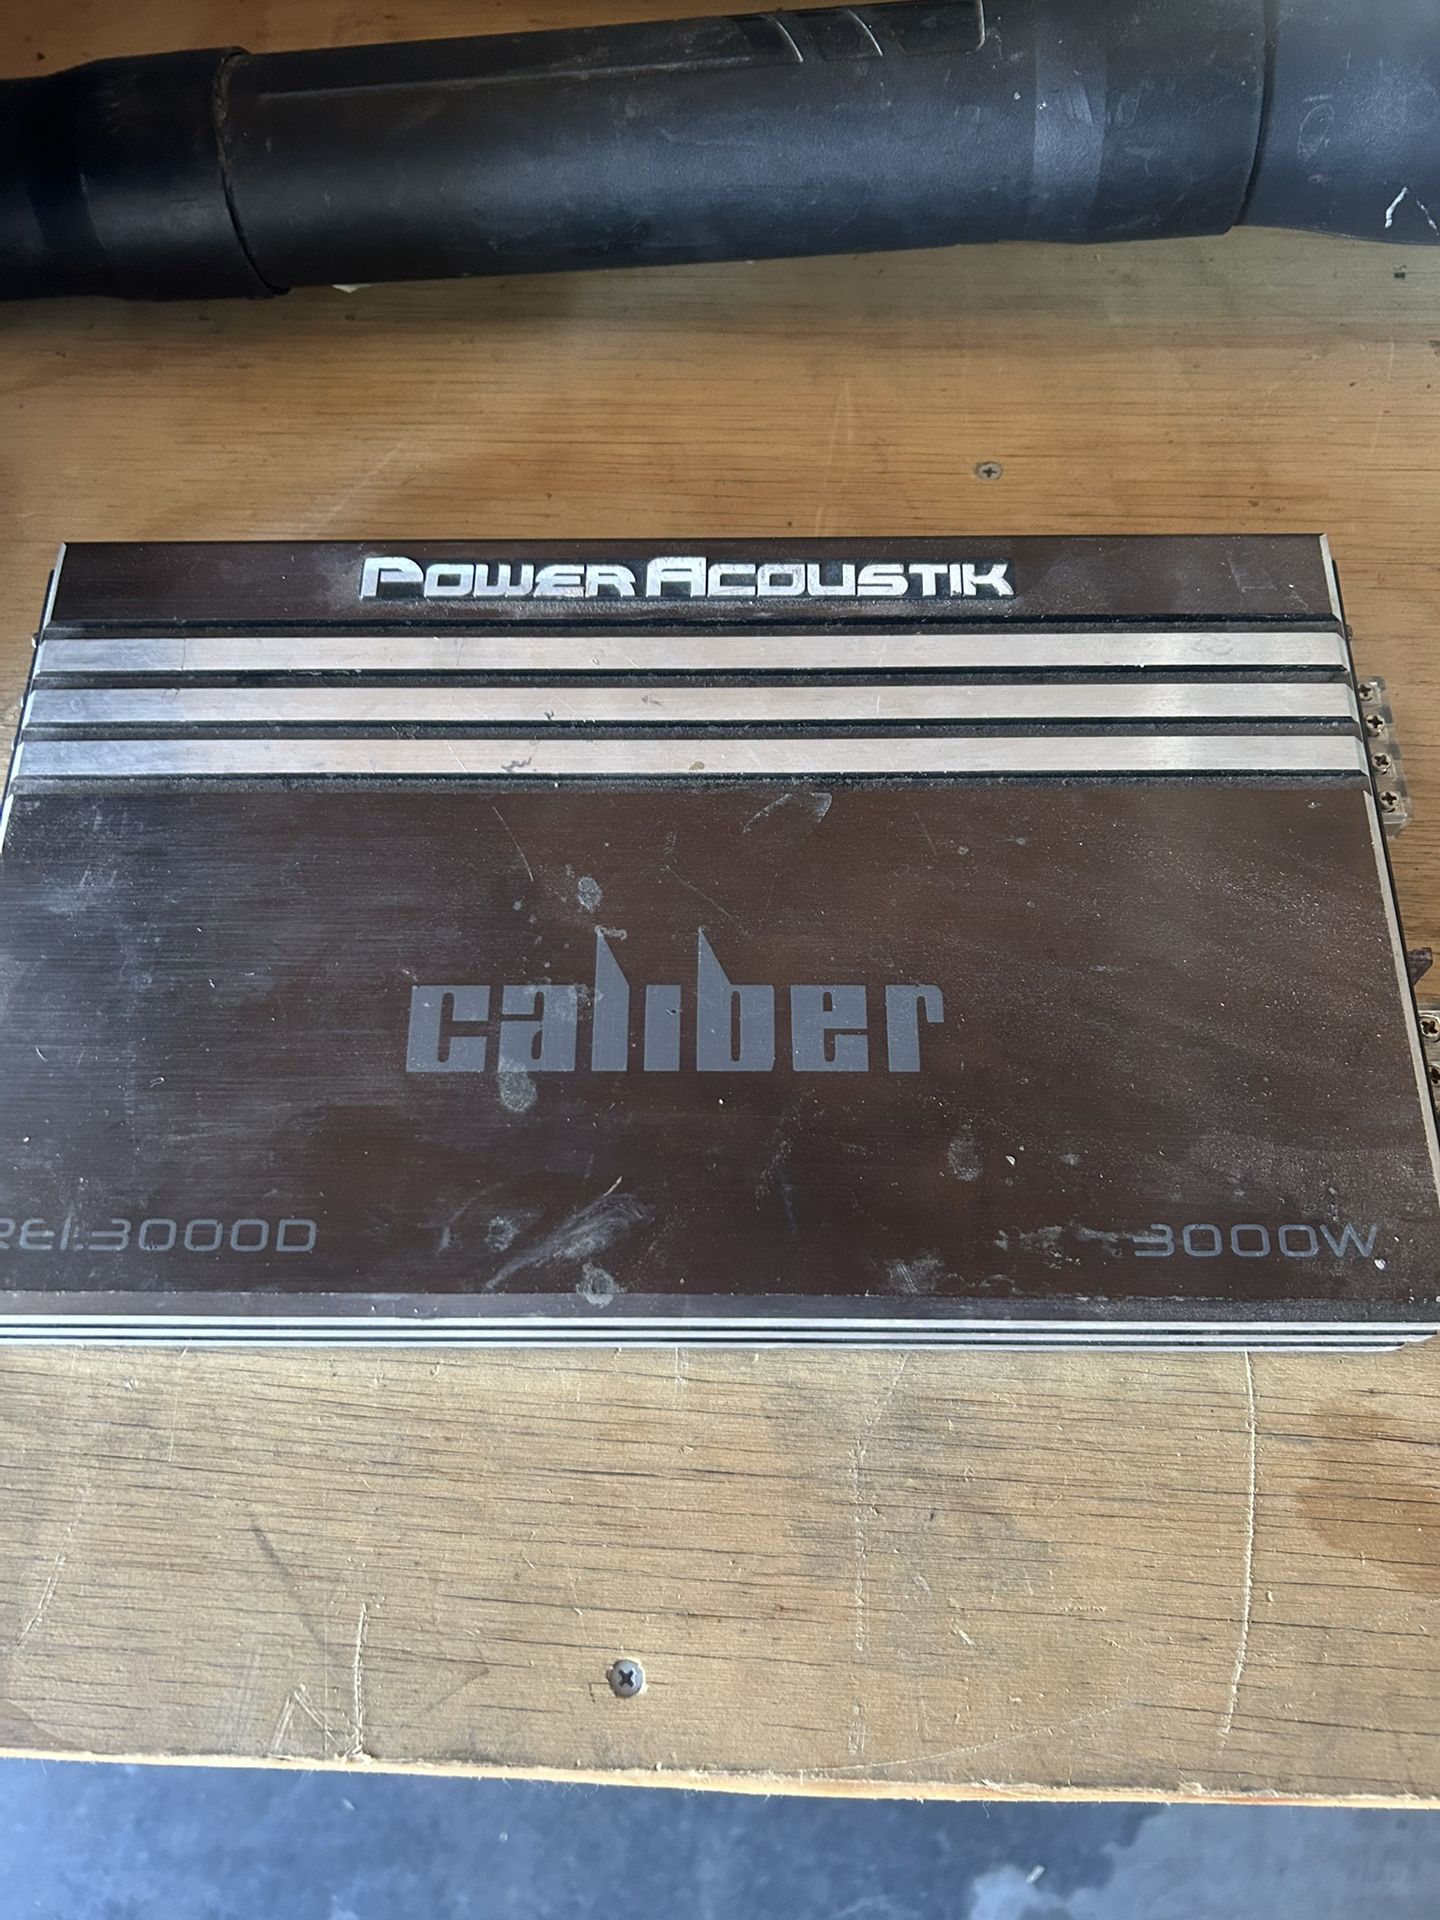 POWER ACOUSTIK
caliber
RE1.3000D
3000W